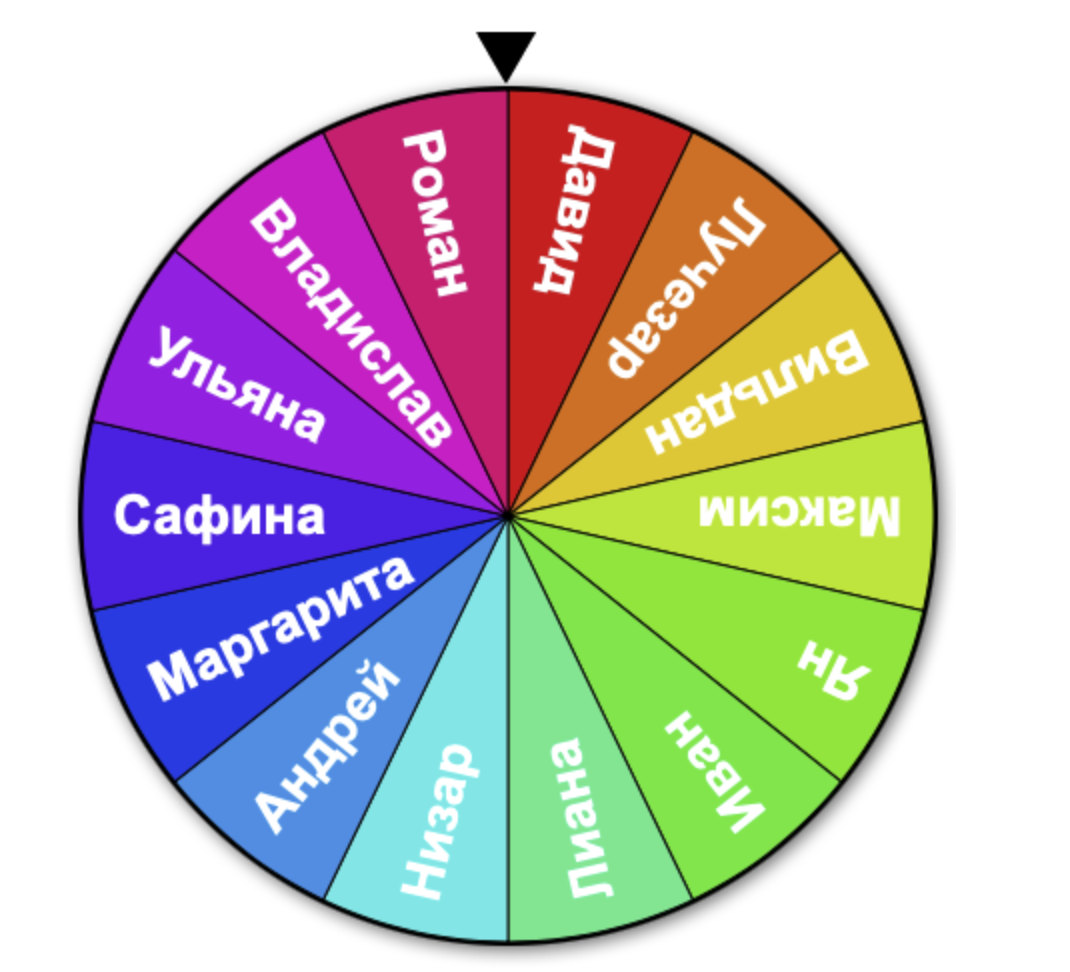 Давид
Лучезар
Вильдан
Максим
Ян
Иван
Лиана
Низар
Андрей
Маргарита
Сафина
Ульяна
Владислав
Роман